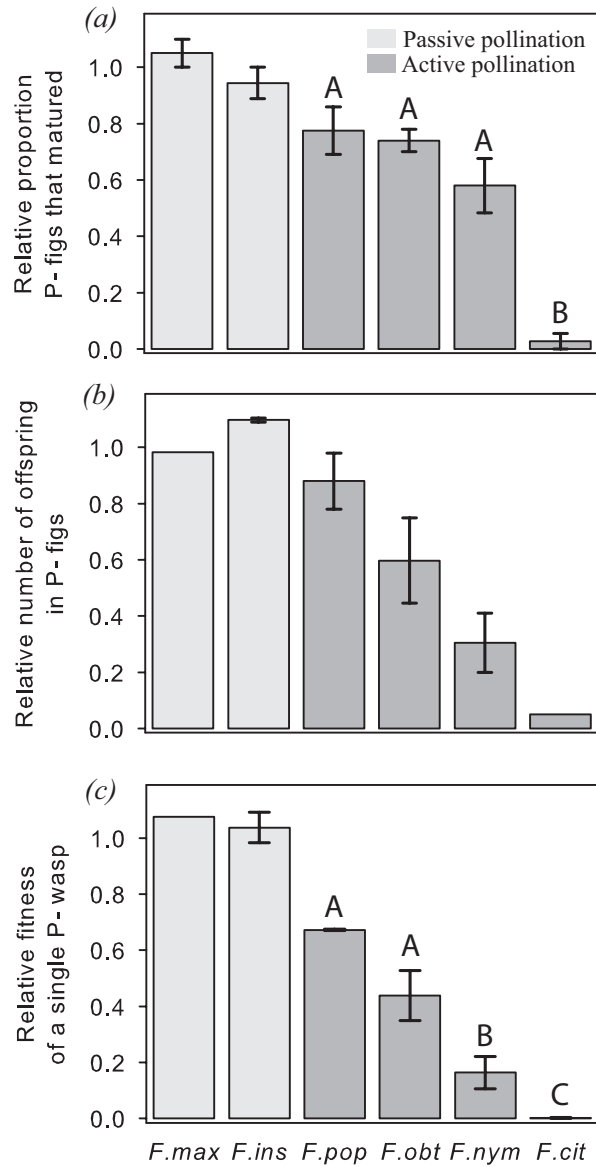 (a)
Passive pollination
Active pollination
Relative proportion
P-figs that matured
1.0
0.8
0.6
0.4
0.2
0.0
A
A
A
B
(b)
Relative number of offspring
in P-figs
1.0
0.8
0.6
0.4
0.2
0.0
(c)
Relative fitness
of a single P-wasp
1.0
0.8
0.6
0.4
0.2
0.0
A
A
B
C
F.max F.ins F.pop F.obt F.nym F.cit